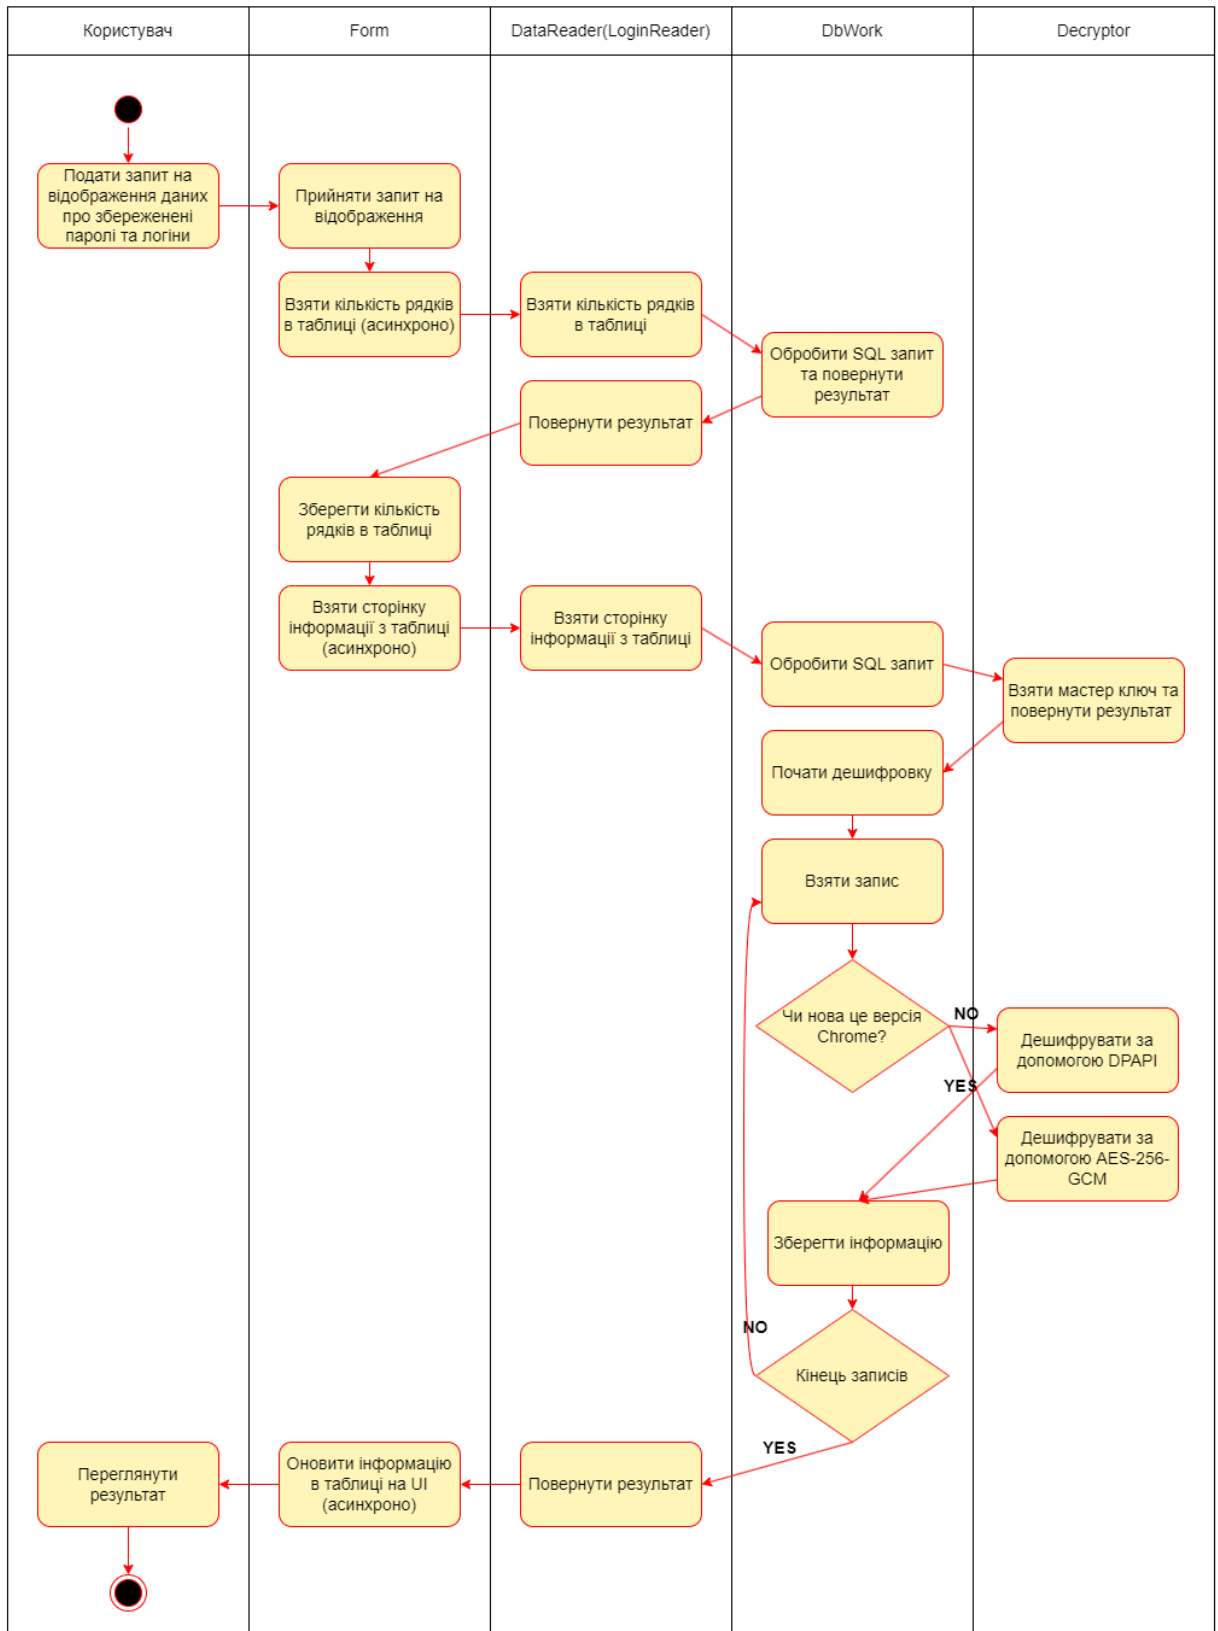 Користувач
Form
DataReader(LoginReader)
DbWork
Decryptor
Подати запит на
відображення даних
про збереженені
паролі та логіни
Прийняти запит на
відображення
Взяти кількість рядків
в таблиці (асинхроно)
Взяти кількість рядків
в таблиці
Обробити SQL запит
та повернути
результат
Повернути результат
Зберегти кількість
рядків в таблиці
Взяти сторінку
інформації з таблиці
(асинхроно)
Взяти сторінку
інформації з таблиці
Обробити SQL запит
Взяти мастер ключ та
повернути результат
Почати дешифровку
Взяти запис
Чи нова це версія
Chrome?
NO
Дешифрувати за
допомогою DPAPI
YES
Дешифрувати за
допомогою AES-256-
GCM
Зберегти інформацію
NO
Кінець записів
YES
Повернути результат
Оновити інформацію
в таблиці на UI
(асинхроно)
Переглянути
результат